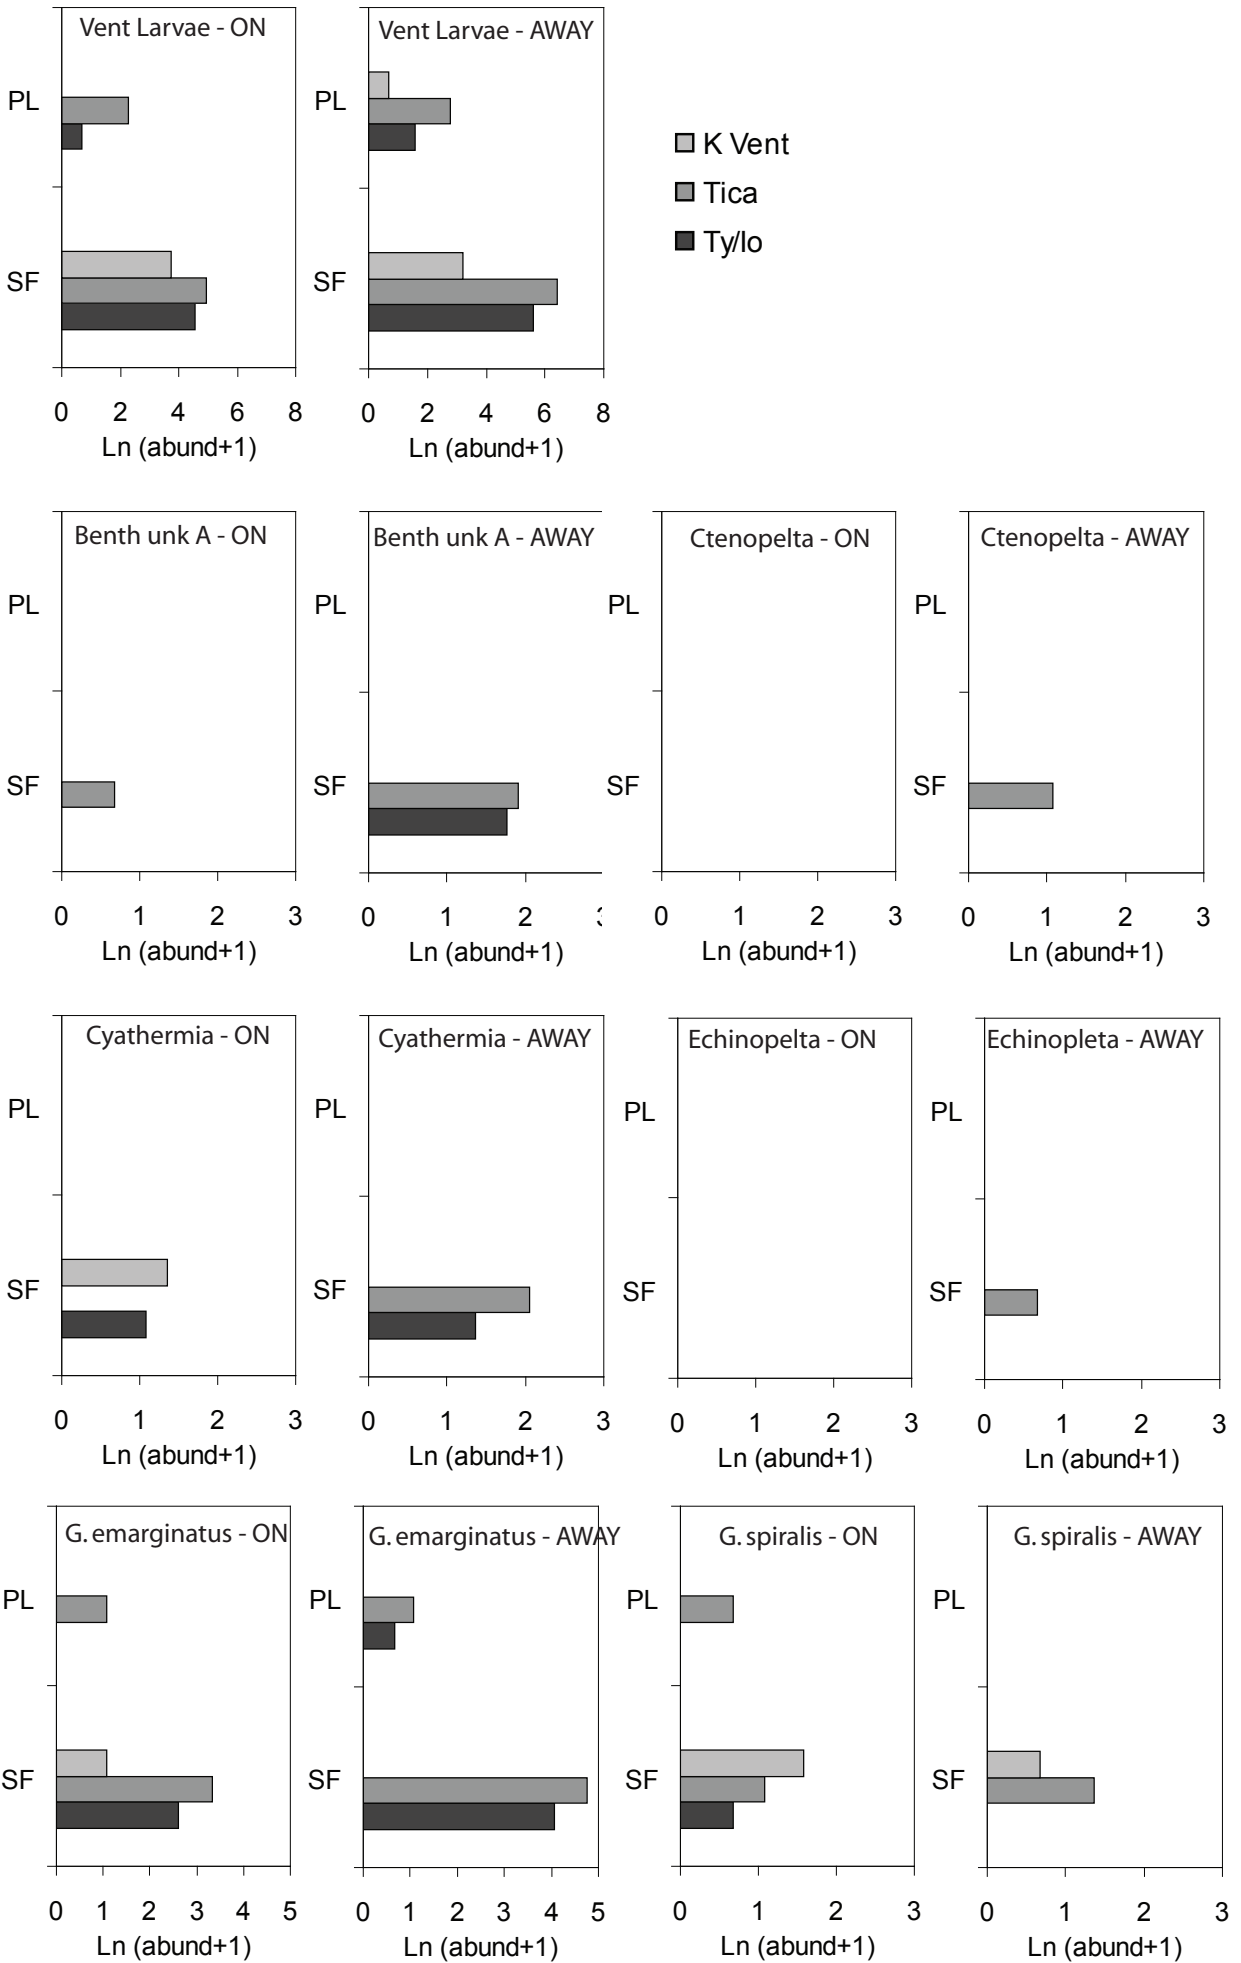 Vent Larvae - ON
PL
SF
0 2 4 6 8
Ln (abund+1)
Vent Larvae - AWAY
PL
SF
0 2 4 6 8
Ln (abund+1)
K Vent
Tica
Ty/Io
Benth unk A - ON
PL
SF
0 1 2 3
Ln (abund+1)
Benth unk A - AWAY
PL
SF
0 1 2
Ln (abund+1)
Ctenopelta - ON
PL
SF
0 1 2 3
Ln (abund+1)
Ctenopelta - AWAY
PL
SF
0 1 2 3
Ln (abund+1)
Cyathermia - ON
PL
SF
0 1 2 3
Ln (abund+1)
Cyathermia - AWAY
PL
SF
0 1 2 3
Ln (abund+1)
Echinopelta - ON
PL
SF
0 1 2 3
Ln (abund+1)
Echinopleta - AWAY
PL
SF
0 1 2 3
Ln (abund+1)
G. emarginatus - ON
PL
SF
0 1 2 3 4 5
Ln (abund+1)
G. emarginatus - AWAY
PL
SF
0 1 2 3 4 5
Ln (abund+1)
G. spiralis - ON
PL
SF
0 1 2 3
Ln (abund+1)
G. spiralis - AWAY
PL
SF
0 1 2 3
Ln (abund+1)